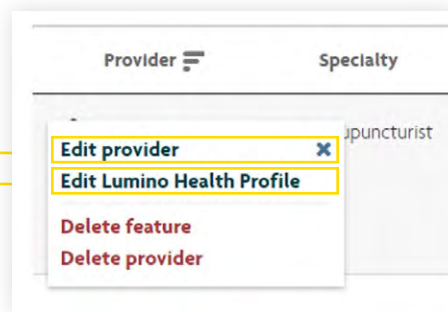 Provider Specialty
upuncturist
Edit provider
Edit Lumino Health Profile
Delete feature
Delete provider